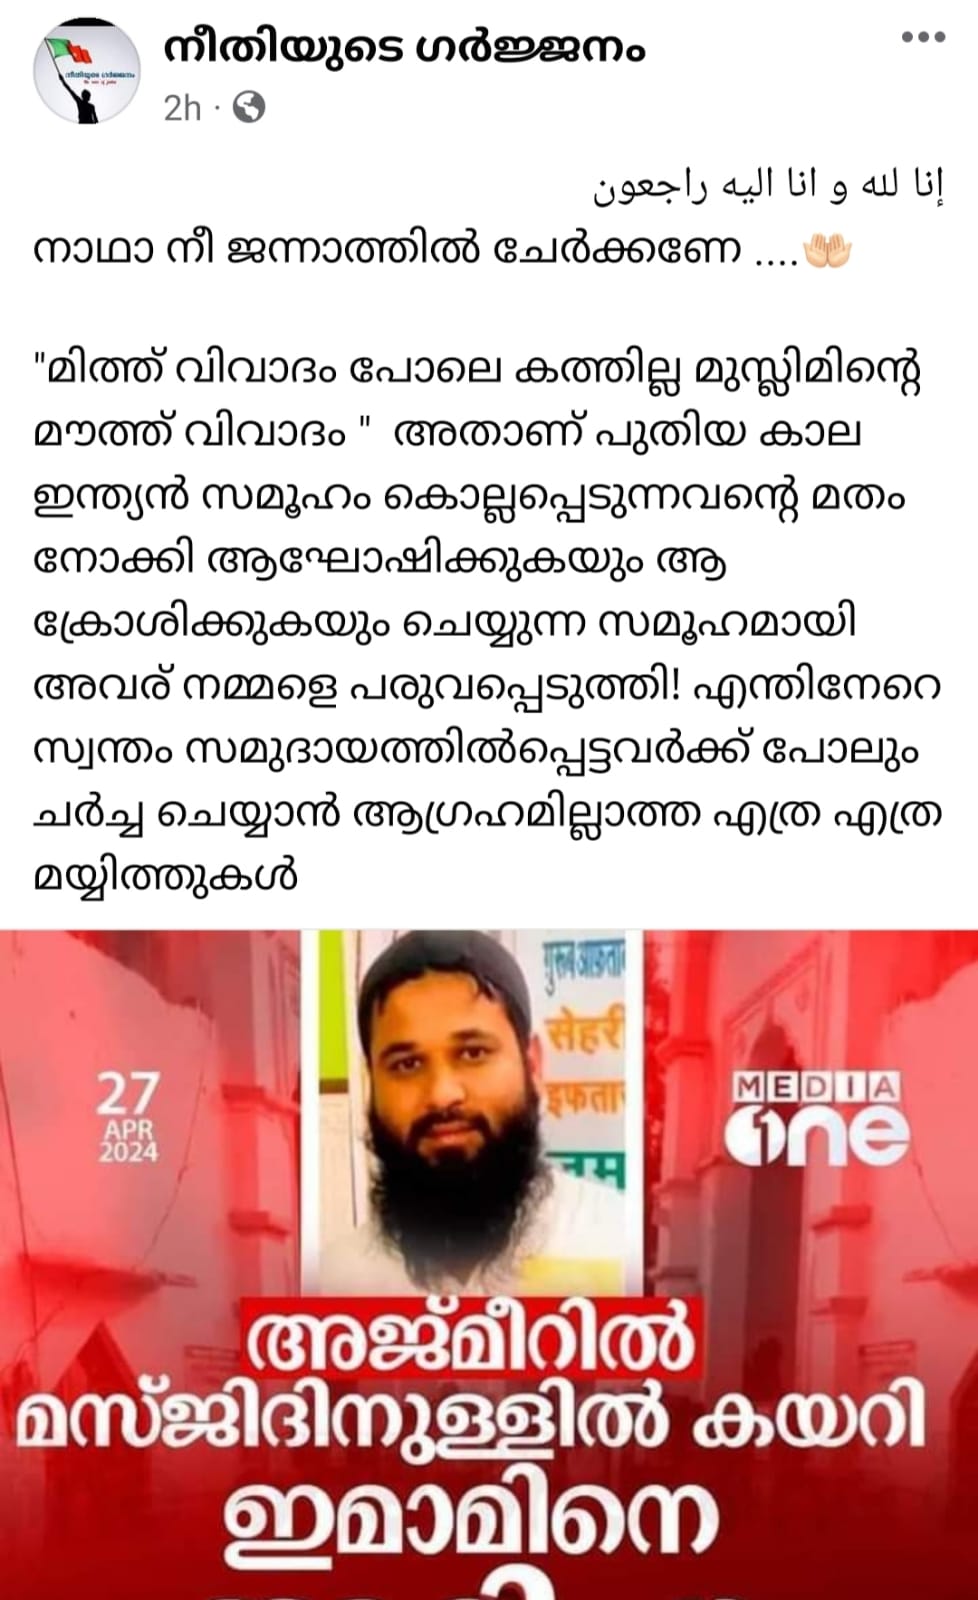 നീതിയുടെ ഗർജ്ജനം
2h ·
إنا لله و انا اليه راجعون
നാഥാ നീ ജന്നാത്തിൽ ചേർക്കണേ ....🤲🏻
"മിത്ത് വിവാദം പോലെ കത്തില്ല മുസ്ലിമിന്റെ
മൗത്ത് വിവാദം " അതാണ് പുതിയ കാല
ഇന്ത്യൻ സമൂഹം കൊല്ലപ്പെടുന്നവന്റെ മതം
നോക്കി ആഘോഷിക്കുകയും ആ
ക്രോശിക്കുകയും ചെയ്യുന്ന സമൂഹമായി
അവര് നമ്മളെ പരുവപ്പെടുത്തി! എന്തിനേറെ
സ്വന്തം സമുദായത്തിൽപ്പെട്ടവർക്ക് പോലും
ചർച്ച ചെയ്യാൻ ആഗ്രഹമില്ലാത്ത എത്ര എത്ര
മയ്യിത്തുകൾ
27
APR
2024
सेहरी
MEDIA
one
അജ്മീറിൽ
മസ്ജിദിനുള്ളിൽ കയറി
ഇമാമിനെ